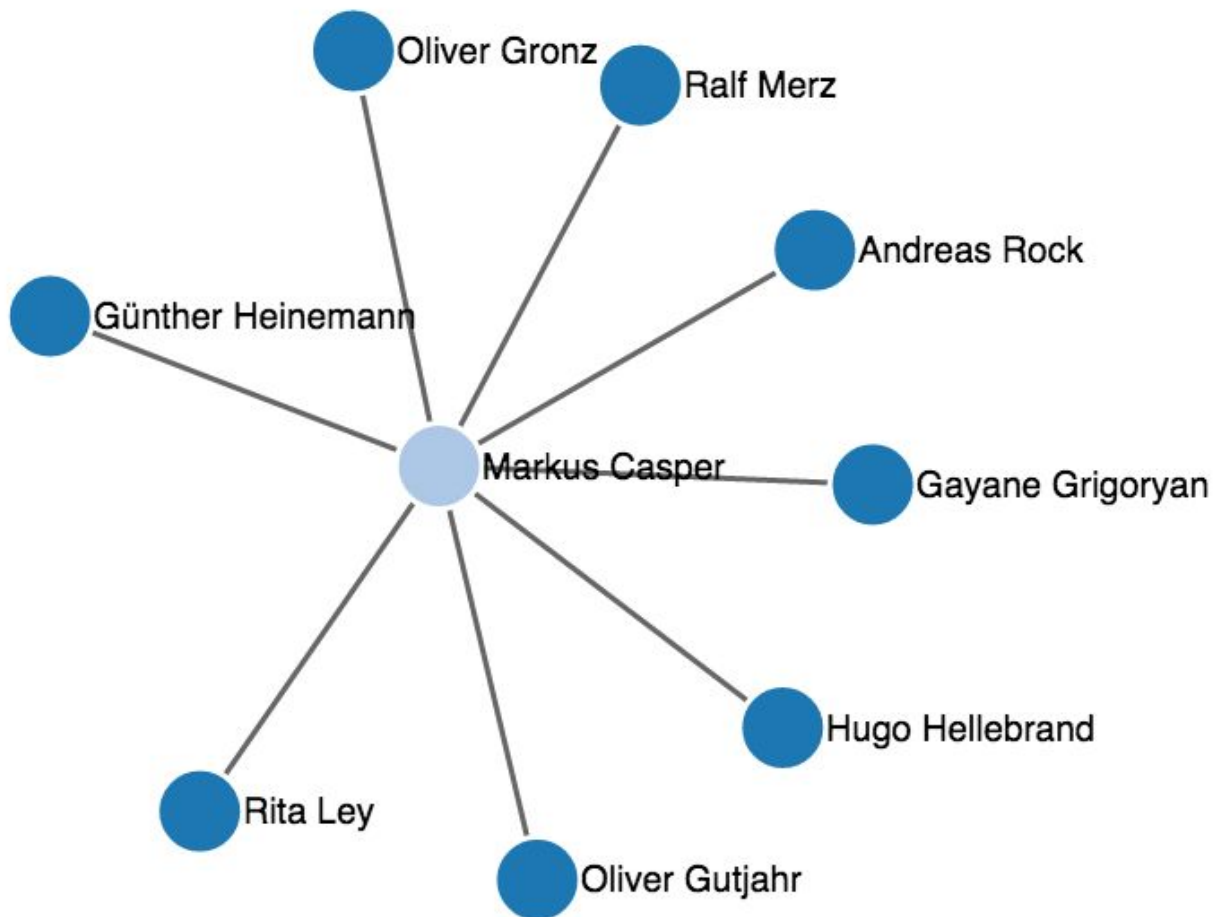 Oliver Gronz
Ralf Merz
Andreas Rock
Günther Heinemann
Markus Casper
Gayane Grigoryan
Hugo Hellebrand
Rita Ley
Oliver Gutjahr